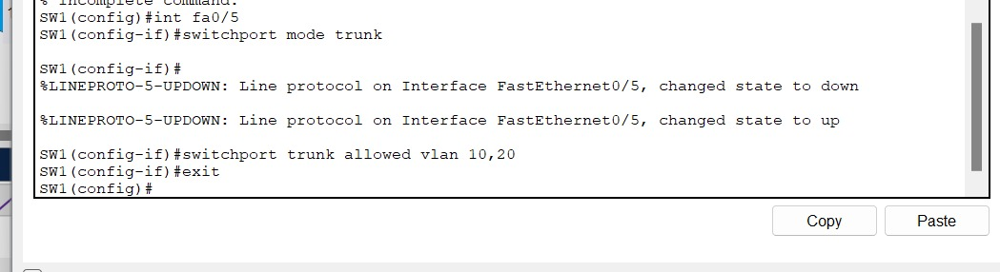 % Incomplete command.
SW1(config)#int fa0/5
SW1(config-if)#switchport mode trunk
SW1(config-if)#
%LINEPROTO-5-UPDOWN: Line protocol on Interface FastEthernet0/5, changed state to down
%LINEPROTO-5-UPDOWN: Line protocol on Interface FastEthernet0/5, changed state to up
SW1(config-if)#switchport trunk allowed vlan 10,20
SW1(config-if)#exit
SW1(config)#
Copy
Paste